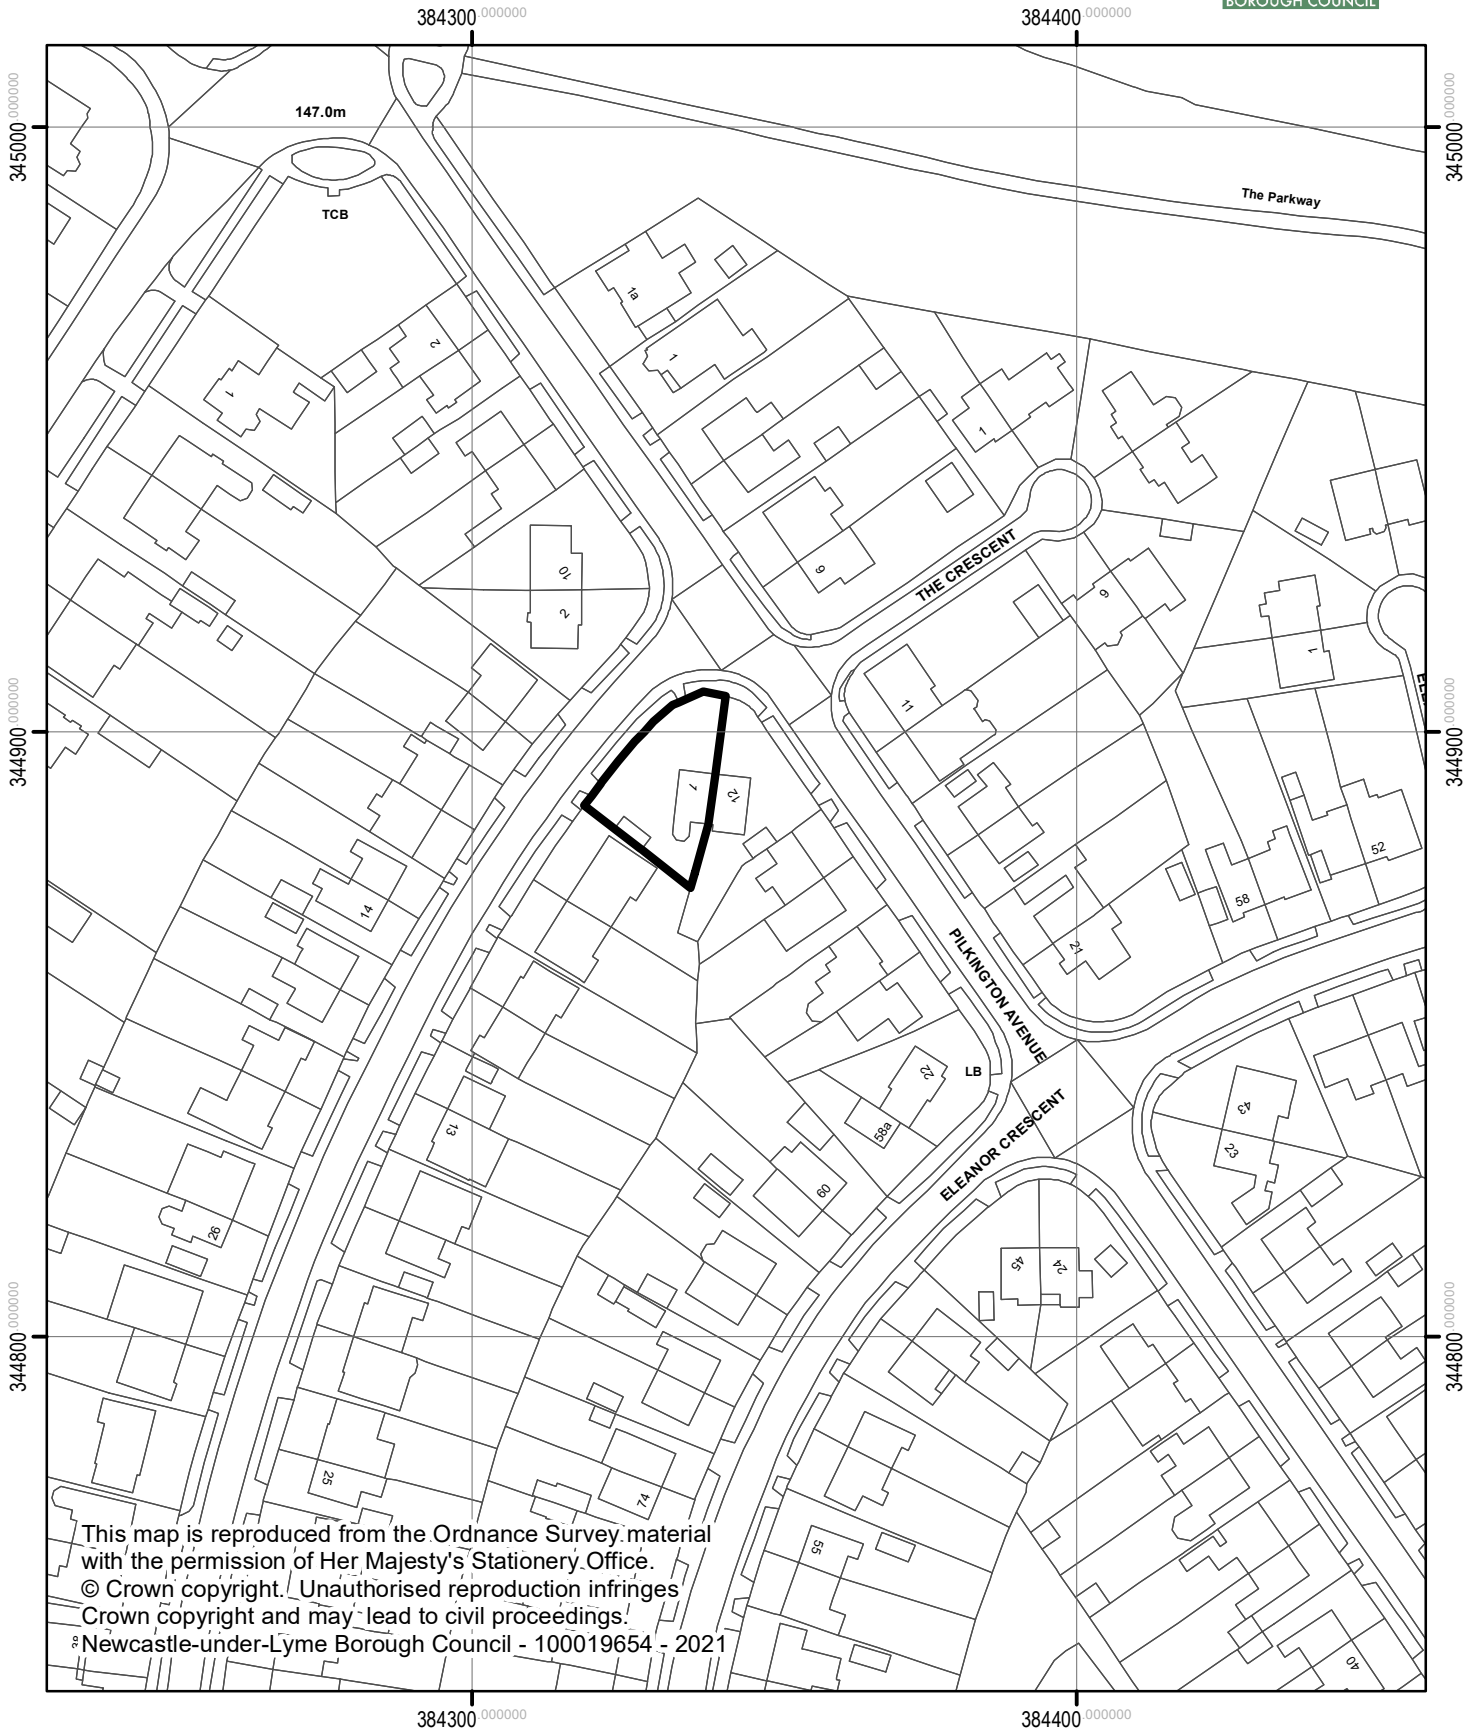 BOROUGH COUNCIL
384300.000000
384400.000000
345000.000000
345000.000000
147.0m
The Parkway
TCB
1a
2
1
1
1
THE CRESCENT
10
9
9
2
1
11
344900.000000
344900.000000
1
12
52
58
14
21
PILKINGTON AVENUE
LB
22
43
13
58a
ELEANOR CRESCENT
23
60
26
45
24
344800.000000
344800.000000
25
74
55
40
This map is reproduced from the Ordnance Survey material
with the permission of Her Majesty's Stationery Office.
© Crown copyright. Unauthorised reproduction infringes
Crown copyright and may lead to civil proceedings.
Newcastle-under-Lyme Borough Council - 100019654 - 2021
384300.000000
384400.000000